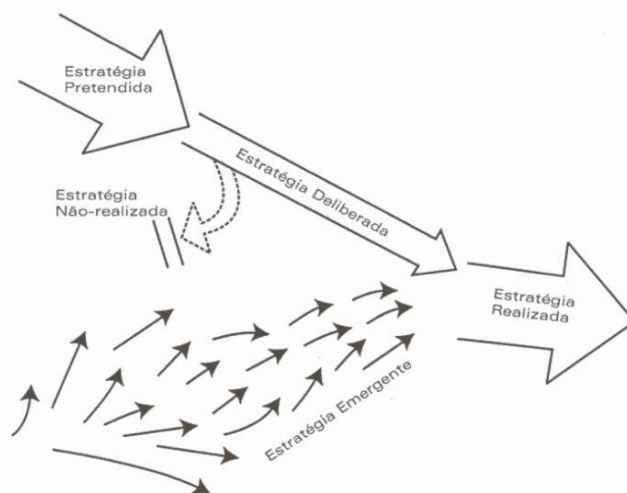 Estratégia
Pretendida
Estratégia Deliberada
Estratégia
Não-realizada
Estratégia
Realizada
Estratégia Emergente